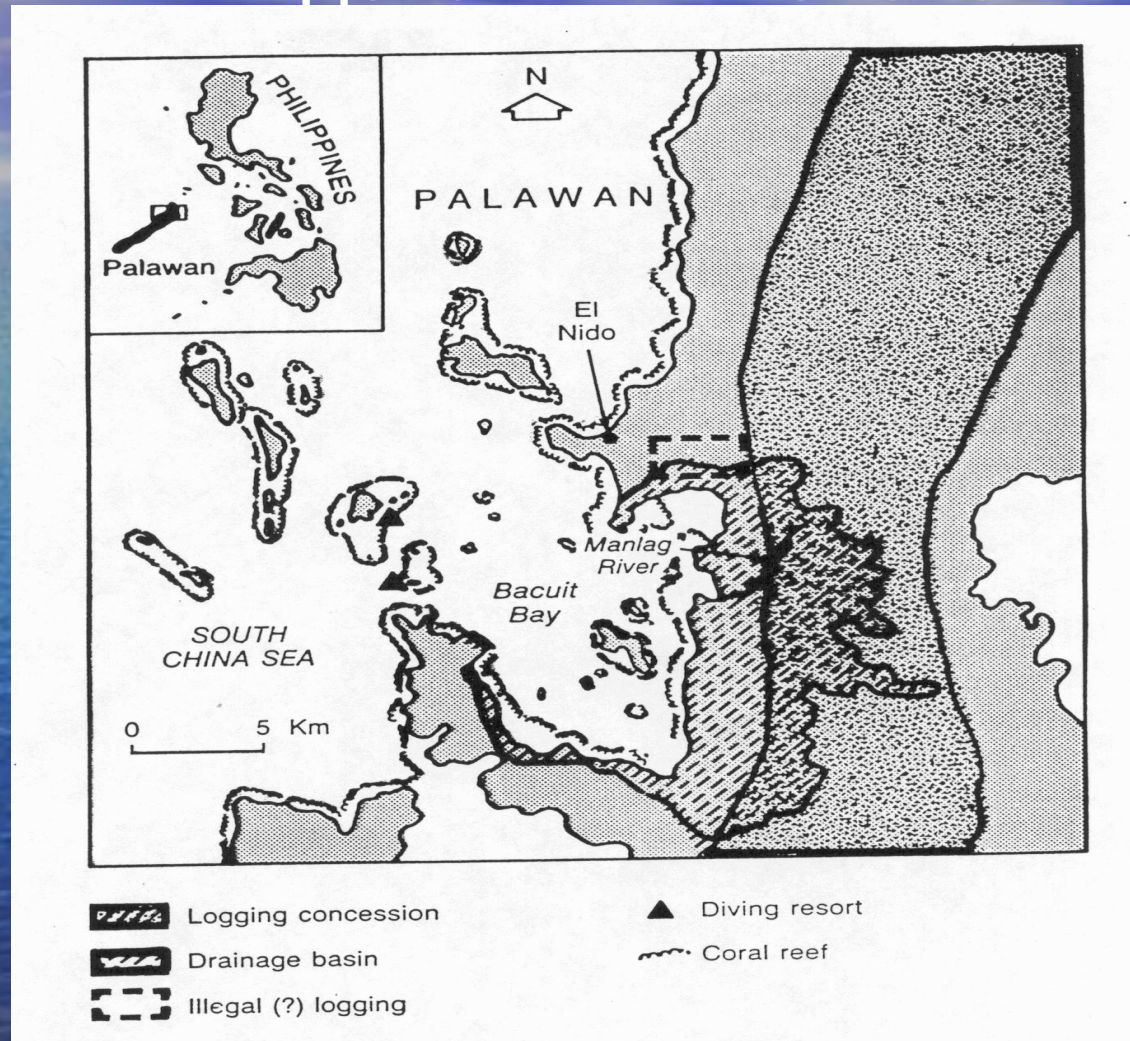 PHILIPPINES
Palawan
N
PALAWAN
El
Nido
Manlag
River
Bacuit
Bay
SOUTH
CHINA SEA
0 5 Km
Logging concession
Drainage basin
Illegal (?) logging
Diving resort
Coral reef